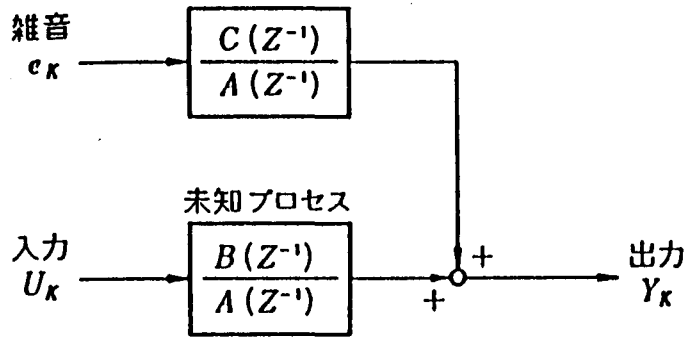 雑音
e_K
C(Z⁻¹)
A(Z⁻¹)
未知プロセス
入力
U_K
B(Z⁻¹)
A(Z⁻¹)
+
+
出力
Y_K